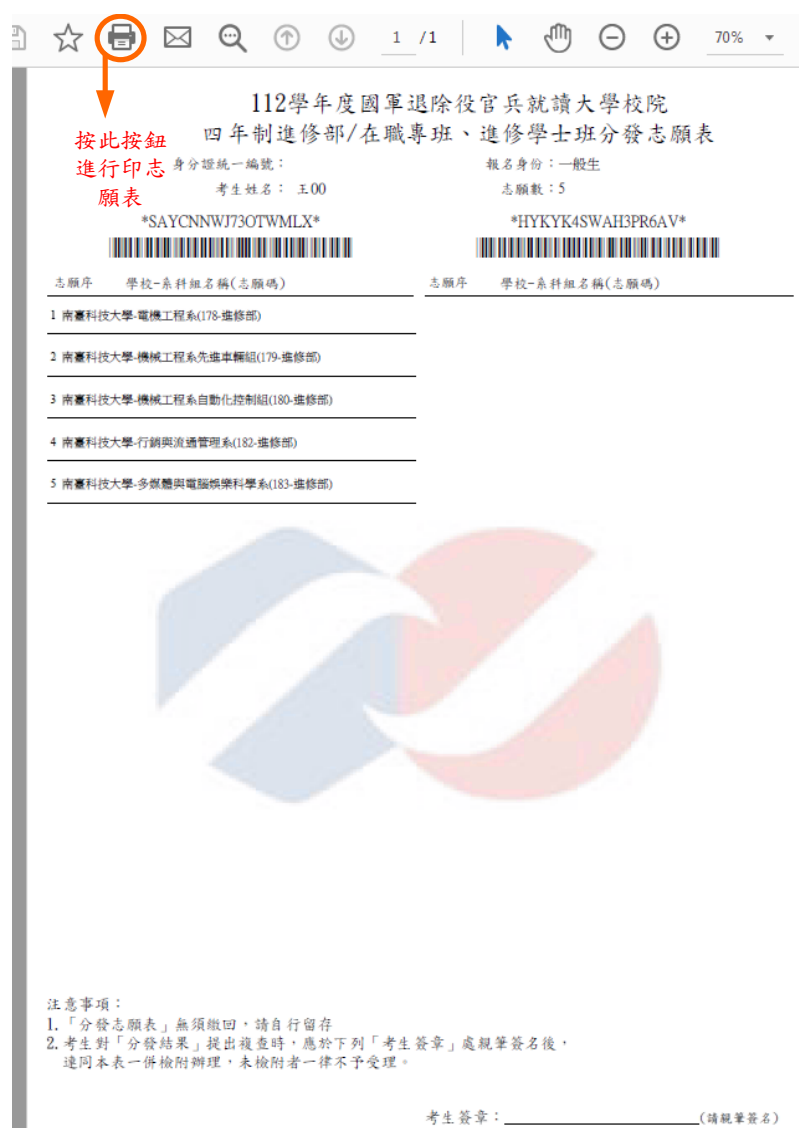 1 /1 70%
112學年度國軍退除役官兵就讀大學校院
四年制進修部/在職專班、進修學士班分發志願表
按此按鈕
進行印志
願表
身分證統一編號： 報名身份：一般生
考生姓名： 王00 志願數：5
*SAYCNNWJ73OTWMLX* *HYKYK4SWAH3PR6AV*
志願序 學校-系科組名稱(志願碼) 志願序 學校-系科組名稱(志願碼)
1 南臺科技大學-電機工程系(178-進修部)
2 南臺科技大學-機械工程系先進車輛組(179-進修部)
3 南臺科技大學-機械工程系自動化控制組(180-進修部)
4 南臺科技大學-行銷與流通管理系(182-進修部)
5 南臺科技大學-多媒體與電腦娛樂科學系(183-進修部)
注意事項：
1.「分發志願表」無須繳回，請自行留存
2.考生對「分發結果」提出複查時，應於下列「考生簽章」處親筆簽名後，
連同本表一併檢附辦理，未檢附者一律不予受理。
考生簽章：(請親筆簽名)